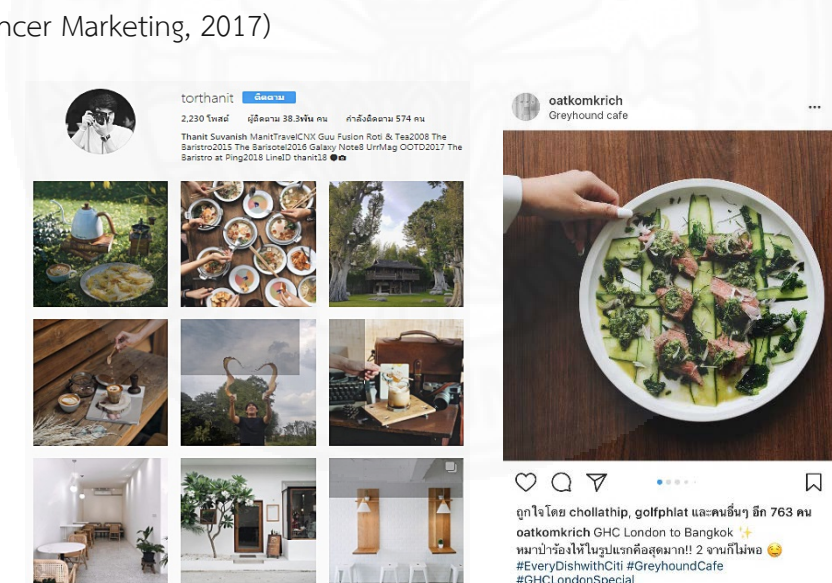 ncer Marketing, 2017)
torthanit ติดตาม
2,230 โพสต์ ผู้ติดตาม 38.3พัน คน กำลังติดตาม 574 คน
Thanit Suvanish ManitTravelCNX Guu Fusion Roti & Tea2008 The
Baristro2015 The Barisotel2016 Galaxy Note8 UrrMag OOTD2017 The
Baristro at Ping2018 LineID thanit18
oatkomkrich
Greyhound cafe
ถูกใจโดย chollathip, golfphlat และคนอื่นๆ อีก 763 คน
oatkomkrich GHC London to Bangkok ✨
หมาป่าร้องไห้ในรูปแรกคือสุดมาก!! 2 จานก็ไม่พอ 😋
#EveryDishwithCiti #GreyhoundCafe
#GHCLondonSpecial